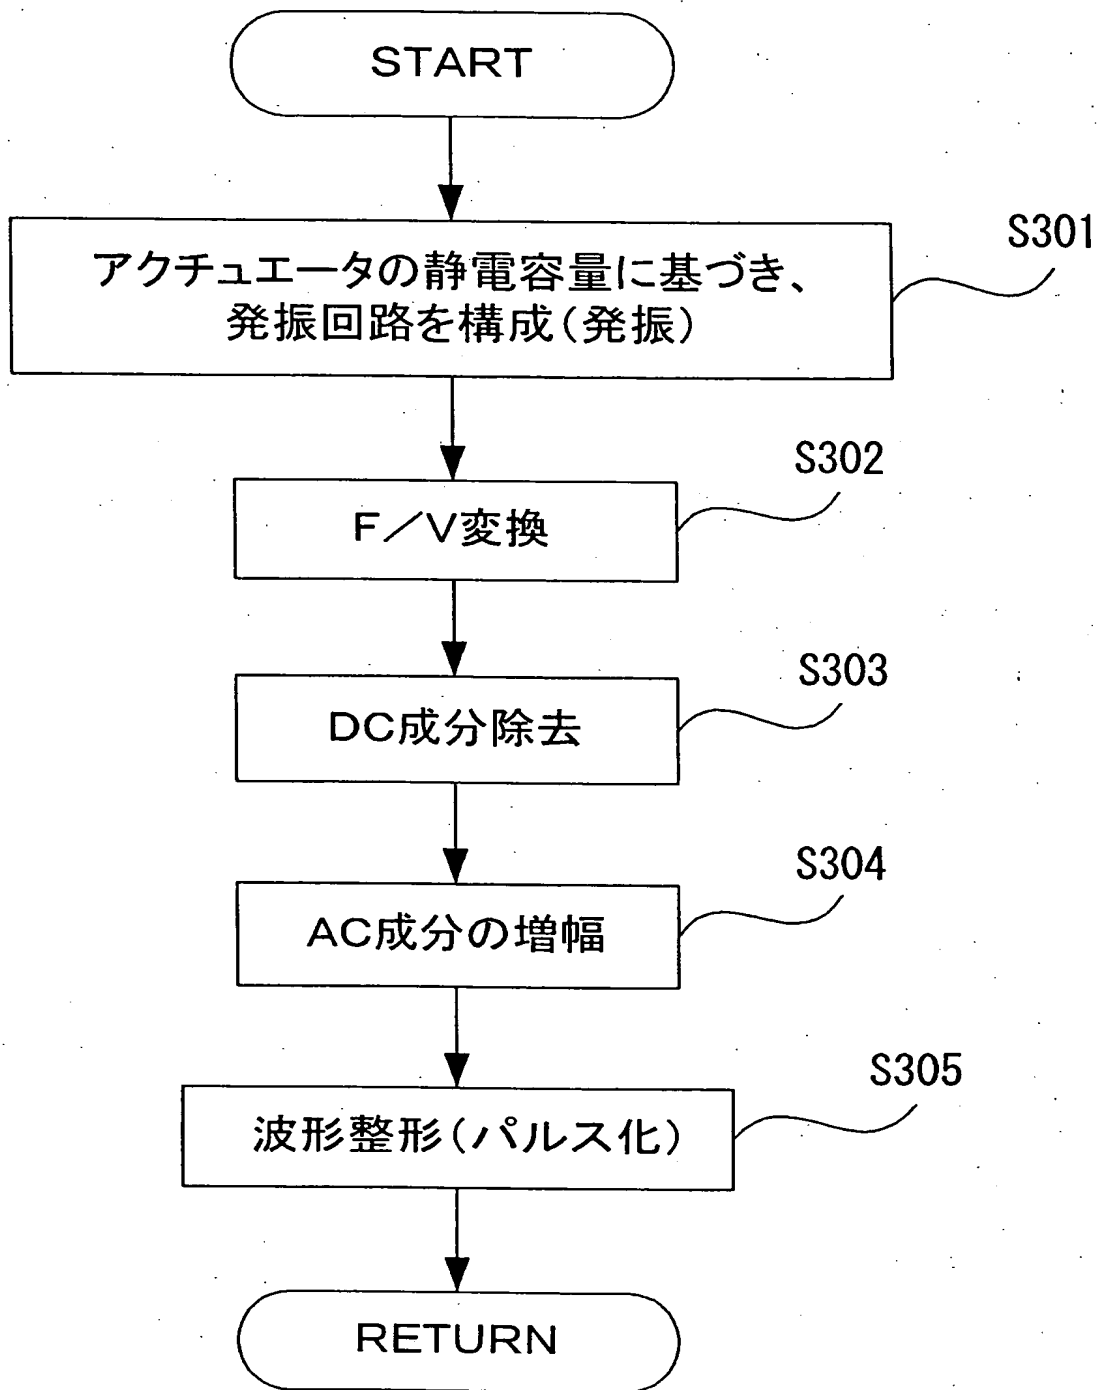 START
アクチュエータの静電容量に基づき、
発振回路を構成(発振)
S301
F/V変換
S302
DC成分除去
S303
AC成分の増幅
S304
波形整形(パルス化)
S305
RETURN